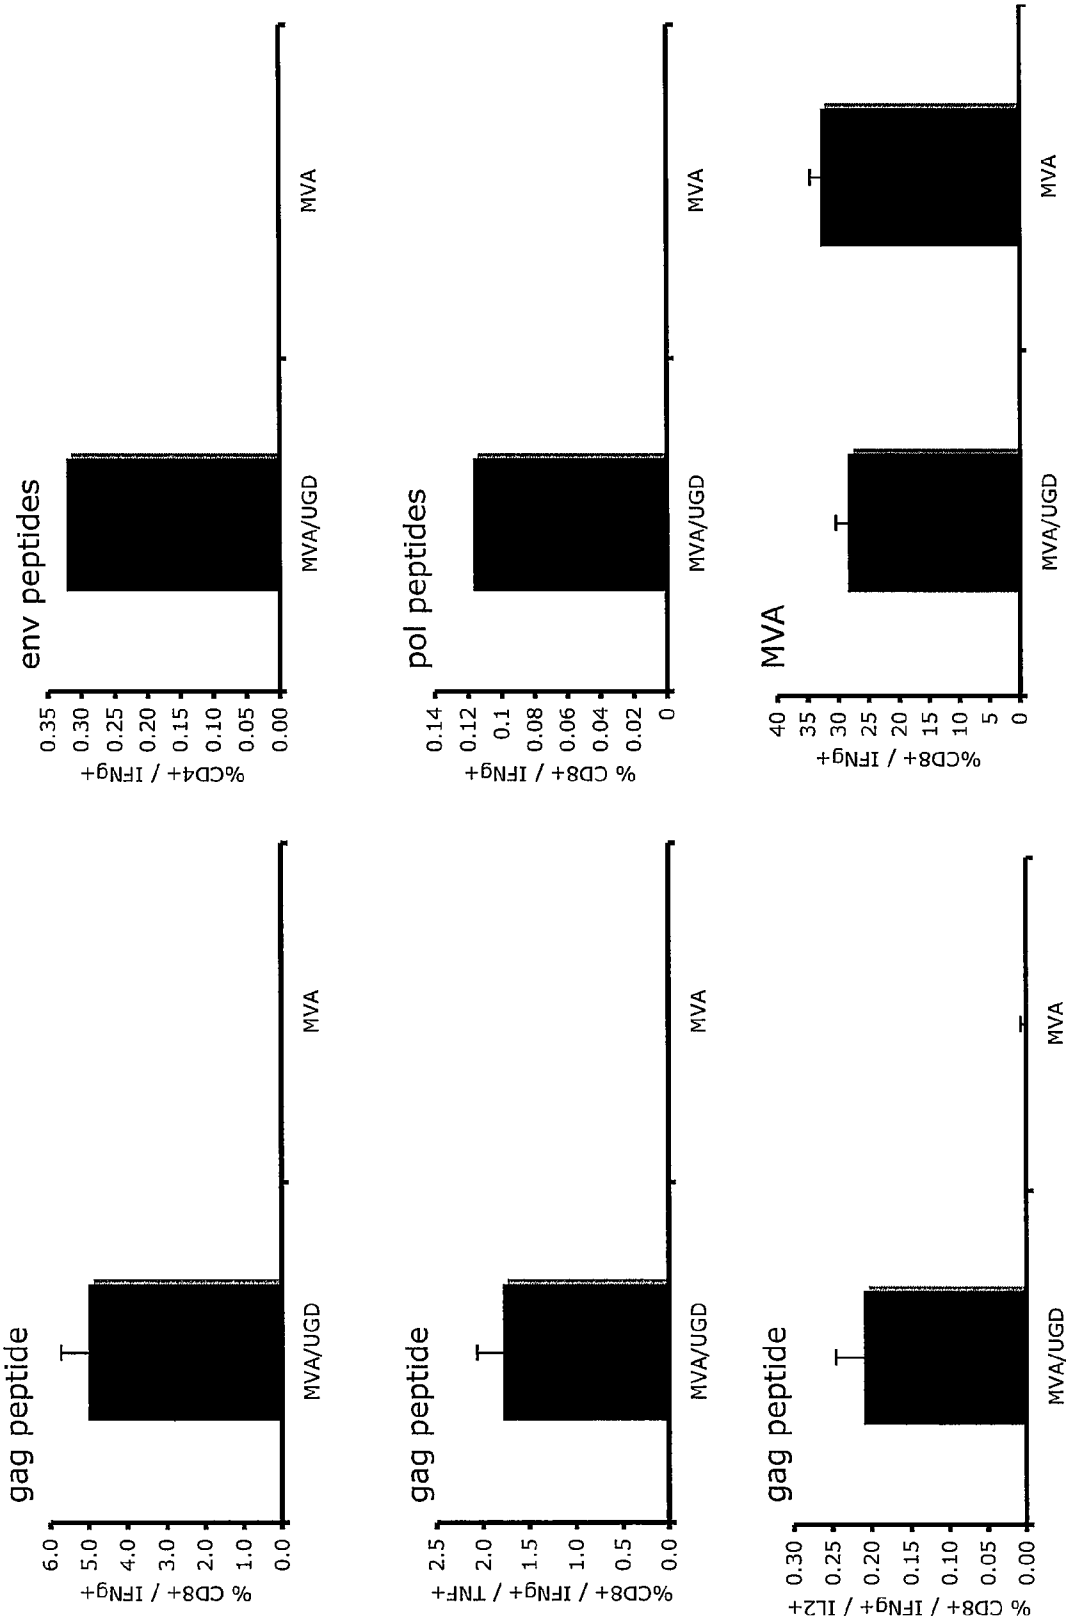 gag peptide
% CD8+ / IFNg+
6.0
5.0
4.0
3.0
2.0
1.0
0.0
MVA/UGD
MVA
gag peptide
%CD8+ / IFNg+ / TNF+
2.5
2.0
1.5
1.0
0.5
0.0
MVA/UGD
MVA
gag peptide
% CD8+ / IFNg+ / IL2+
0.30
0.25
0.20
0.15
0.10
0.05
0.00
MVA/UGD
MVA
env peptides
%CD4+ / IFNg+
0.35
0.30
0.25
0.20
0.15
0.10
0.05
0.00
MVA/UGD
MVA
pol peptides
% CD8+ / IFNg+
0.14
0.12
0.1
0.08
0.06
0.04
0.02
0
MVA/UGD
MVA
MVA
%CD8+ / IFNg+
40
35
30
25
20
15
10
5
0
MVA/UGD
MVA